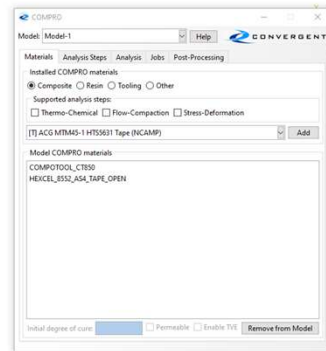 COMPRO
Model: Model-1 Help CONVERGENT
Materials Analysis Steps Analysis Jobs Post-Processing
Installed COMPRO materials
Composite Resin Tooling Other
Supported analysis steps:
Thermo-Chemical Flow-Compaction Stress-Deformation
[T] ACG MTM45-1 HTS5631 Tape (NCAMP) Add
Model COMPRO materials
COMPOTOOL_CT850
HEXCEL_8552_AS4_TAPE_OPEN
Initial degree of cure: Permeable Enable TVE Remove from Model